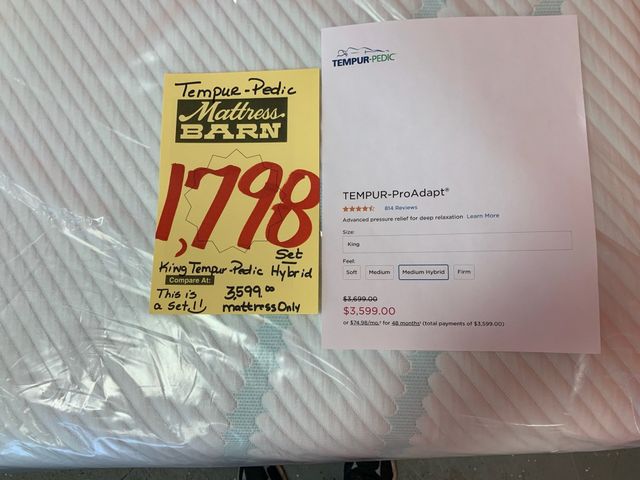 Tempur-Pedic
Mattress
BARN
1,798
Set
King Tempur-Pedic Hybrid
Compare At: 3,599.00
This is
a Set!! mattress Only
TEMPUR-PEDIC
TEMPUR-ProAdapt®
814 Reviews
Advanced pressure relief for deep relaxation Learn More
Size:
King
Feel:
Soft Medium Medium Hybrid Firm
$3,699.00
$3,599.00
or $74.98/mo.² for 48 months¹ (total payments of $3,599.00)